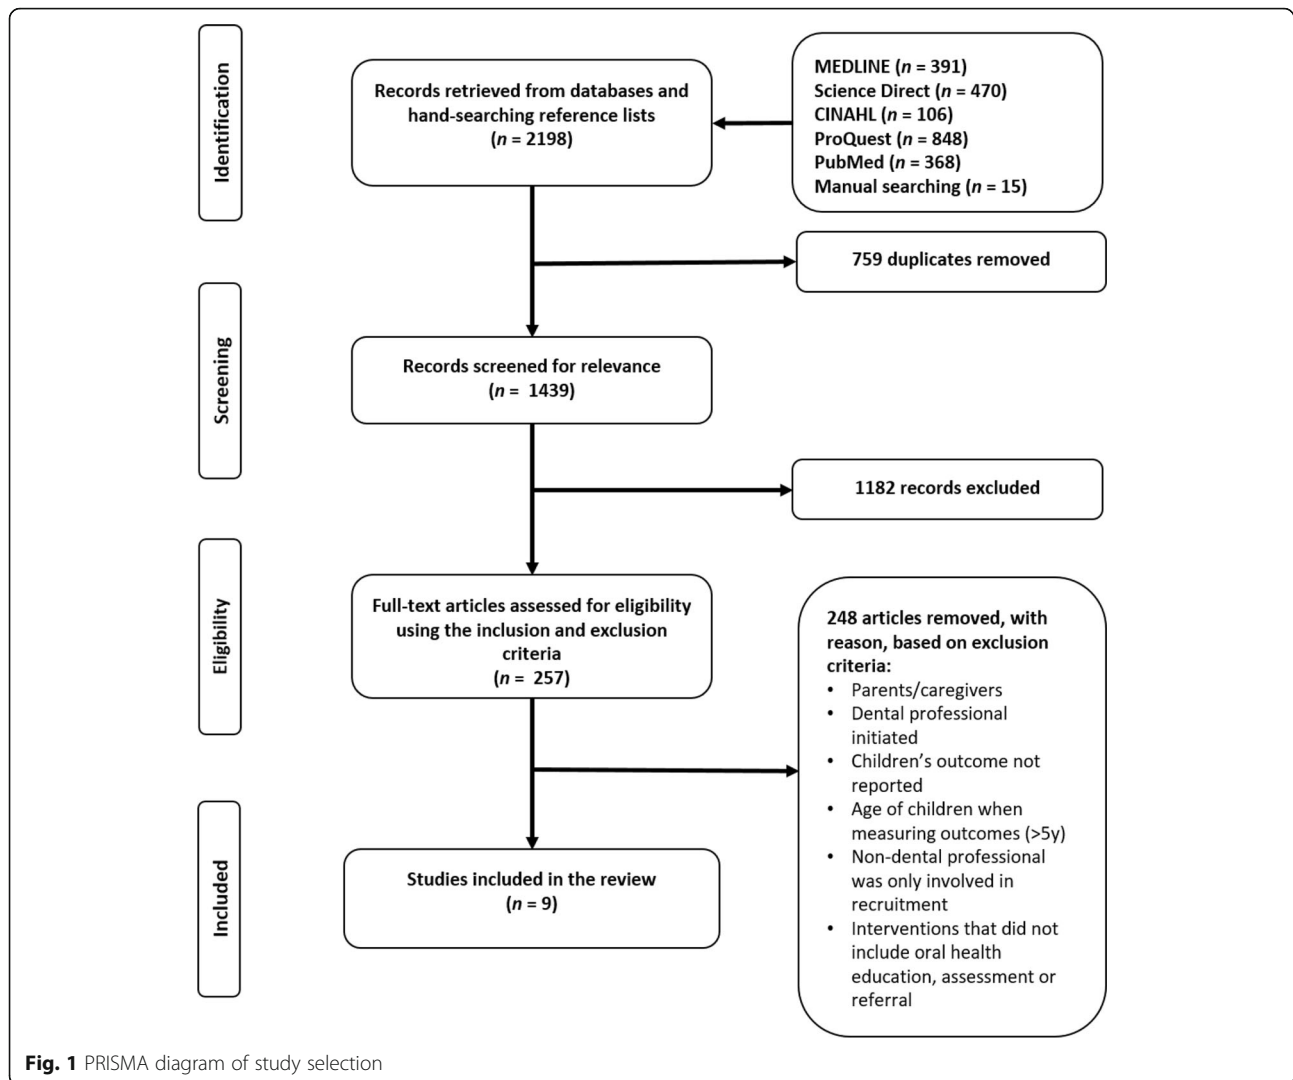 Identification
Records retrieved from databases and
hand-searching reference lists
(n = 2198)
MEDLINE (n = 391)
Science Direct (n = 470)
CINAHL (n = 106)
ProQuest (n = 848)
PubMed (n = 368)
Manual searching (n = 15)
759 duplicates removed
Screening
Records screened for relevance
(n = 1439)
1182 records excluded
Eligibility
Full-text articles assessed for eligibility
using the inclusion and exclusion
criteria
(n = 257)
248 articles removed, with
reason, based on exclusion
criteria:
• Parents/caregivers
• Dental professional
initiated
• Children’s outcome not
reported
• Age of children when
measuring outcomes (>5y)
• Non-dental professional
was only involved in
recruitment
• Interventions that did not
include oral health
education, assessment or
referral
Included
Studies included in the review
(n = 9)
Fig. 1 PRISMA diagram of study selection